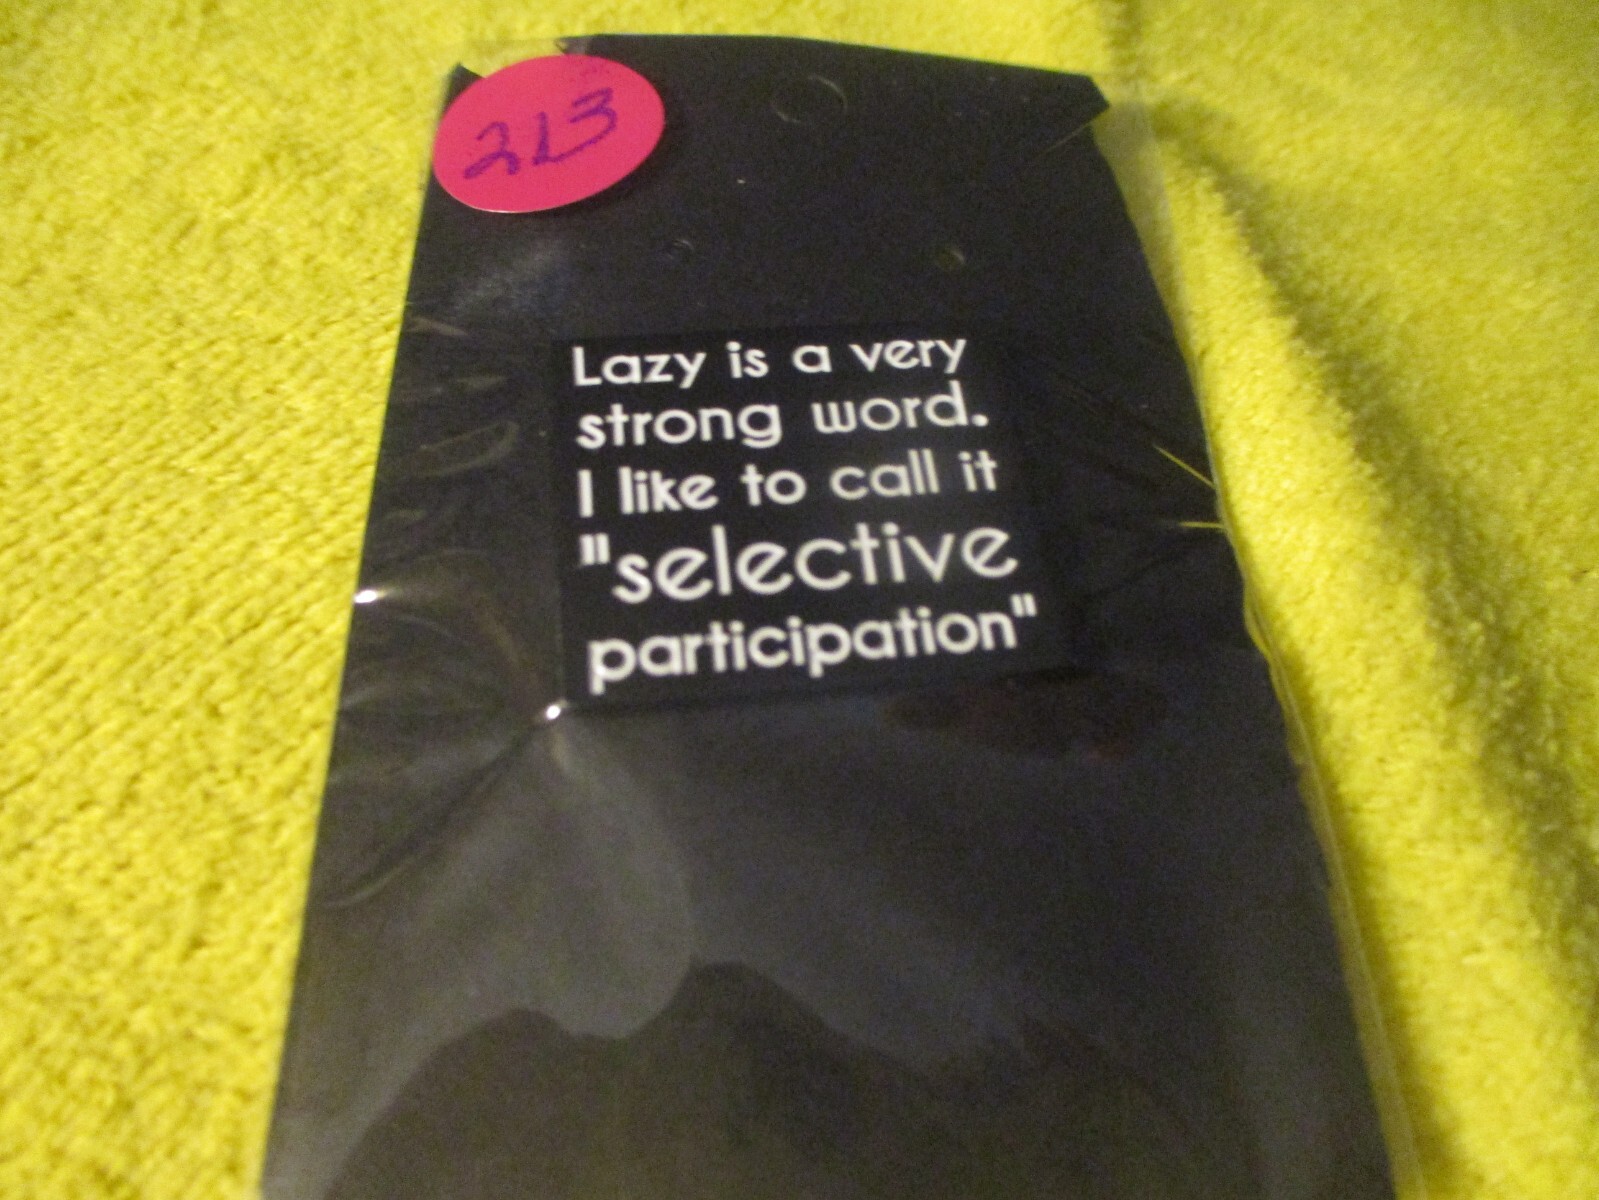 213
Lazy is a very
strong word.
I like to call it
"selective
participation"